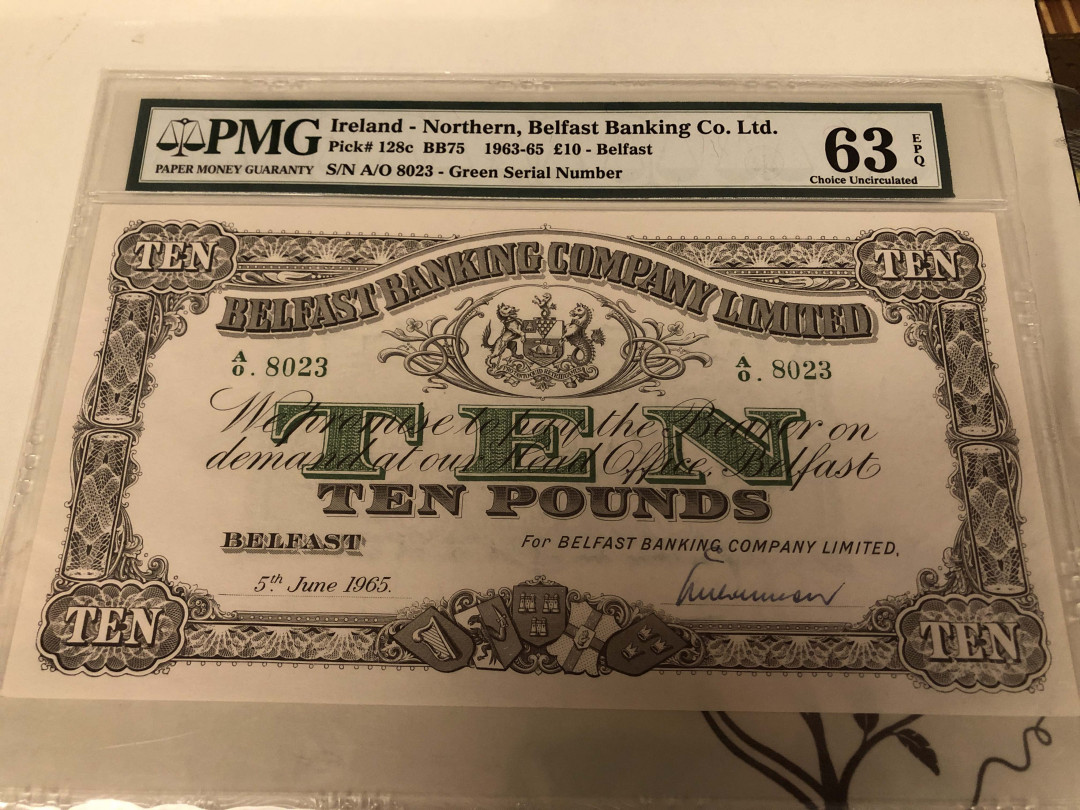 PMG
PAPER MONEY GUARANTY
Ireland - Northern, Belfast Banking Co. Ltd.
Pick# 128c BB75 1963-65 £10 - Belfast
S/N A/O 8023 - Green Serial Number
63 EPQ
Choice Uncirculated
TEN TEN
BELFAST BANKING COMPANY LIMITED
A/O. 8023 A/O. 8023
TEN
We Promise to pay the Bearer on
demand at our Head Office, Belfast
TEN POUNDS
BELFAST For BELFAST BANKING COMPANY LIMITED,
5th June 1965.
TEN TEN